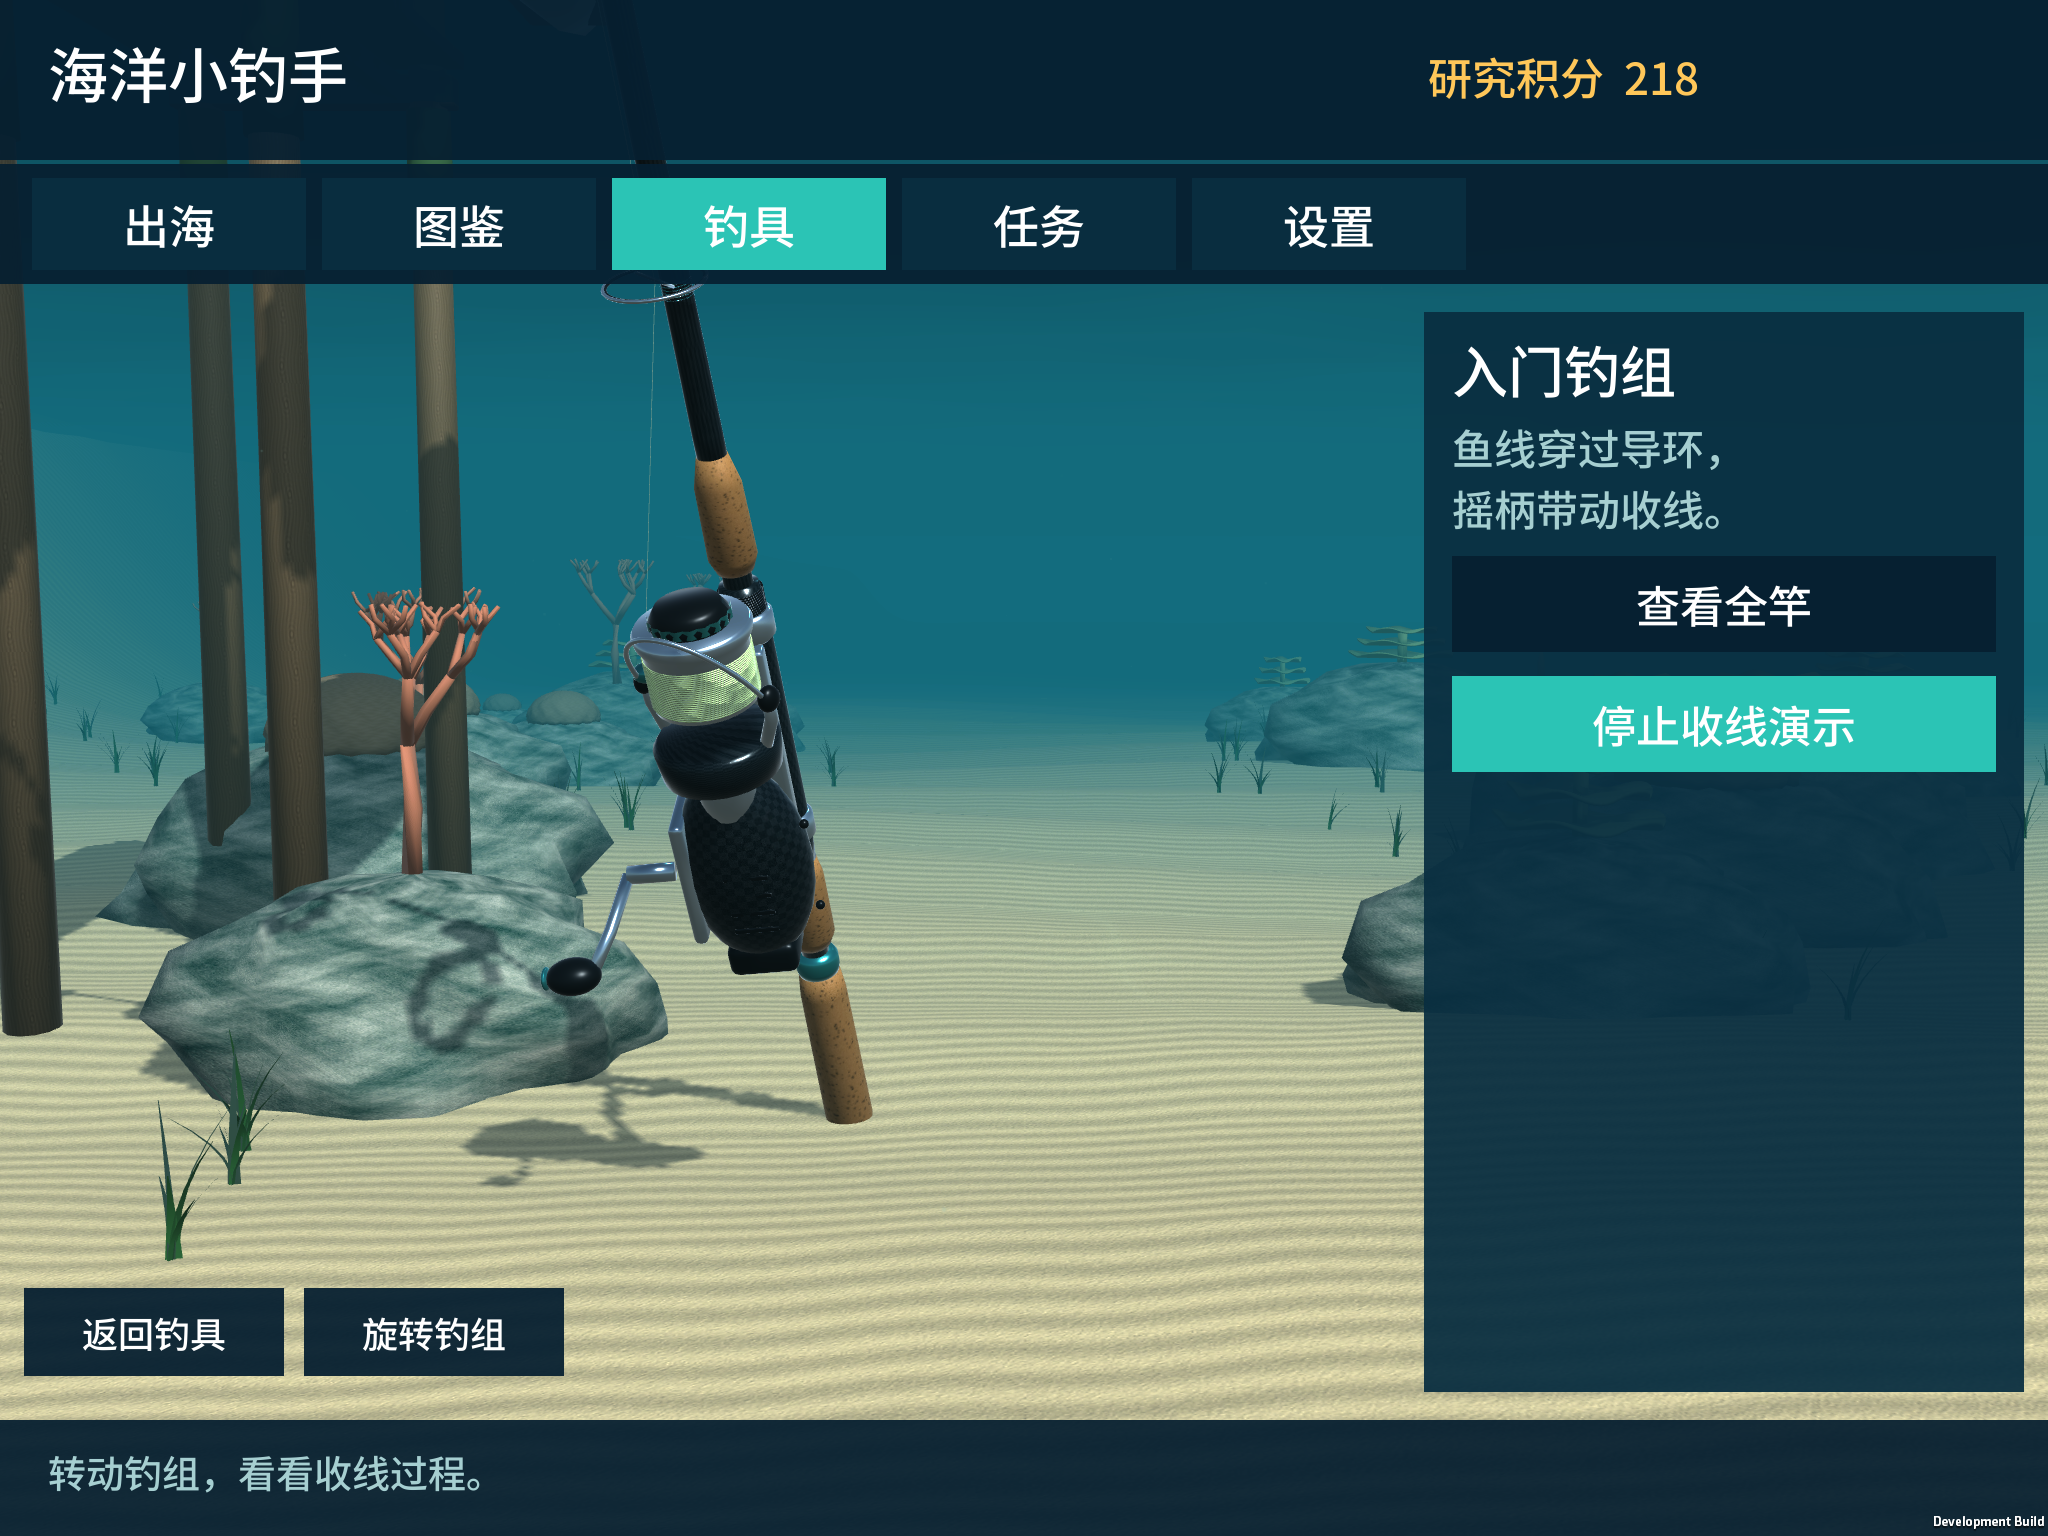 海洋小钓手
研究积分 218
出海
图鉴
钓具
任务
设置
入门钓组
鱼线穿过导环，
摇柄带动收线。
查看全竿
停止收线演示
返回钓具
旋转钓组
转动钓组，看看收线过程。
Development Build